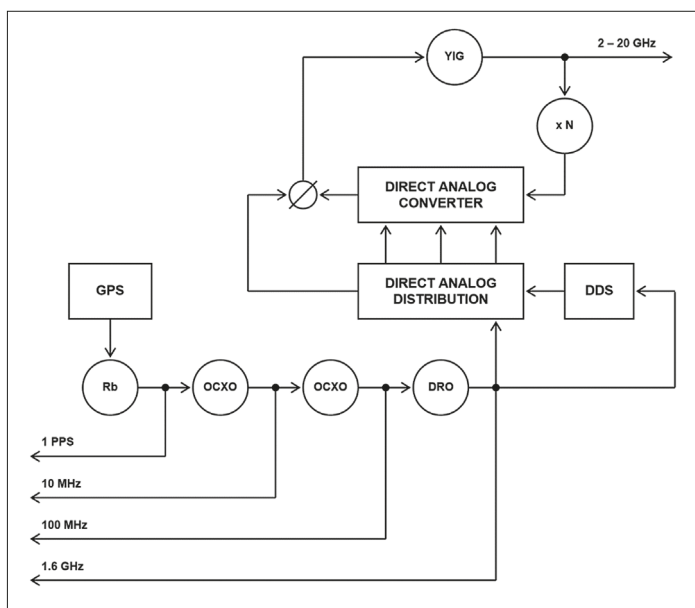 2 – 20 GHz
YIG
x N
DIRECT ANALOG
CONVERTER
GPS
DIRECT ANALOG
DISTRIBUTION
DDS
Rb
OCXO
OCXO
DRO
1 PPS
10 MHz
100 MHz
1.6 GHz